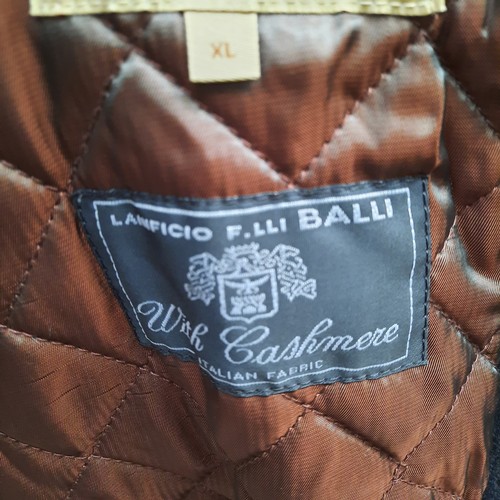 XL
LANIFICIO F.LLI BALLI
With Cashmere
ITALIAN FABRIC